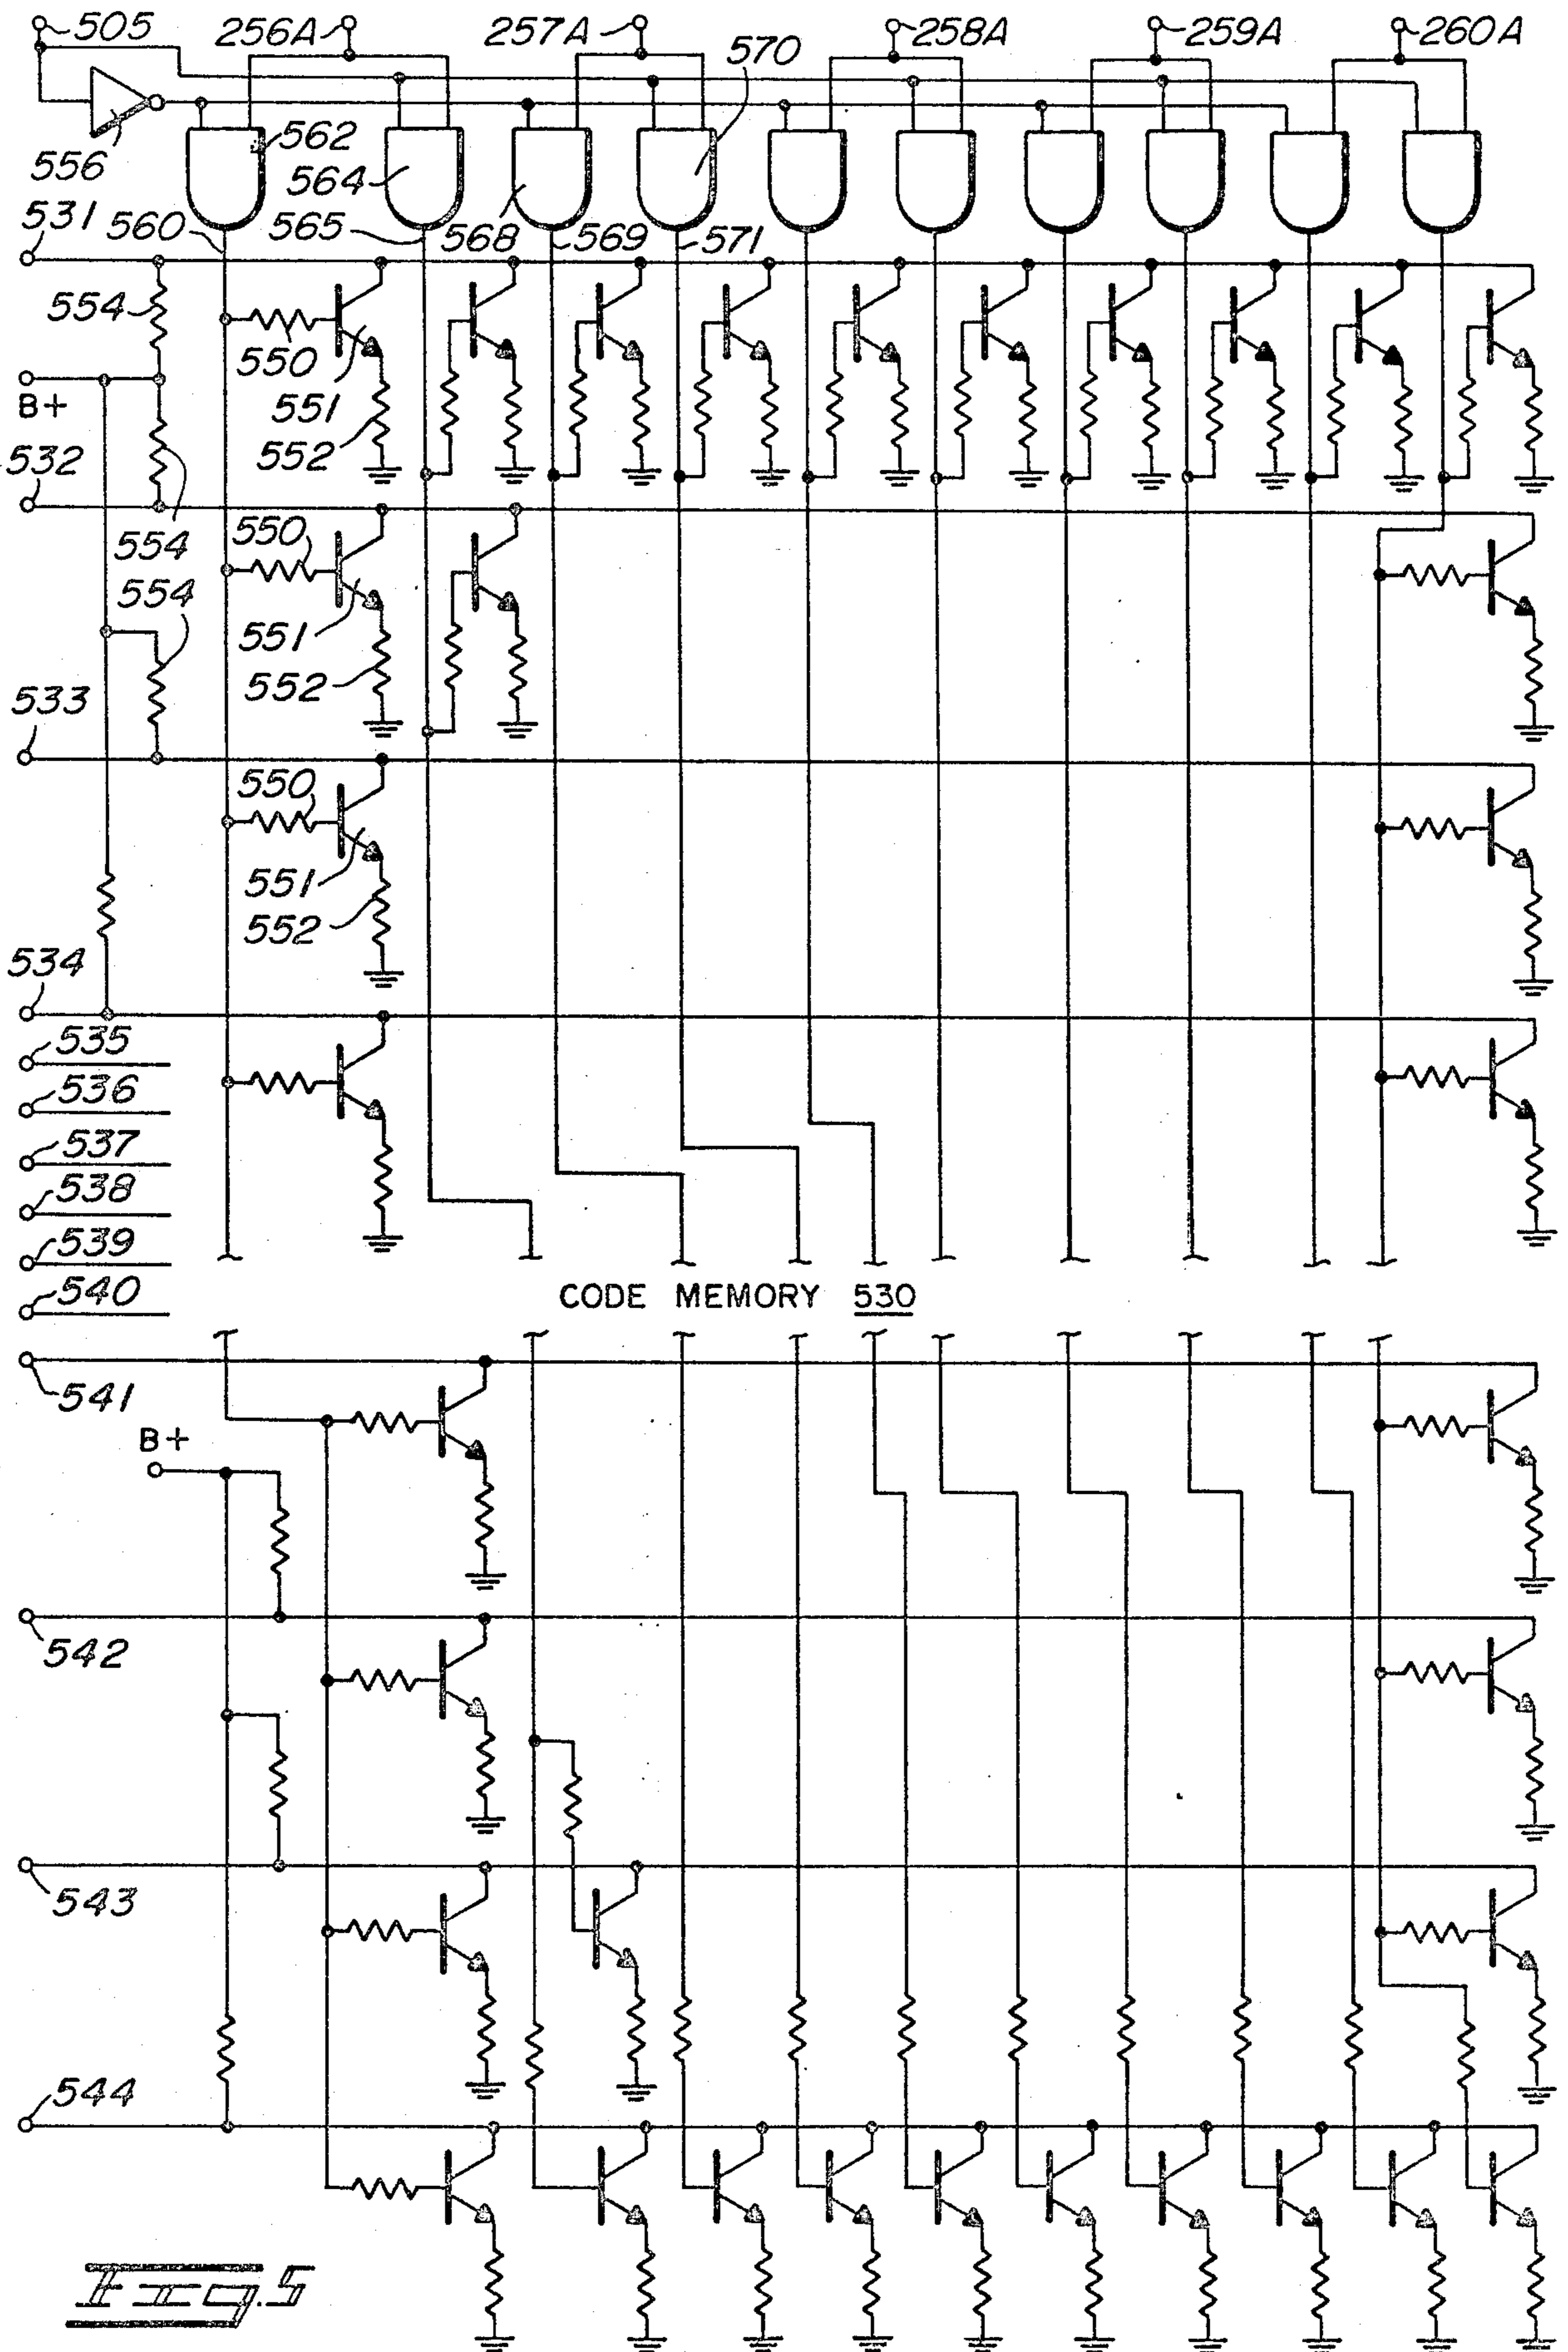 505 256A 257A 570 258A 259A 260A
556 562 564
531 560 565 568 569 571
554 550 551 552
B+
532
554 550
554 551 552
533
550 551 552
534
535
536
537
538
539
540
CODE MEMORY 530
541
B+
542
543
544
Fig. 5